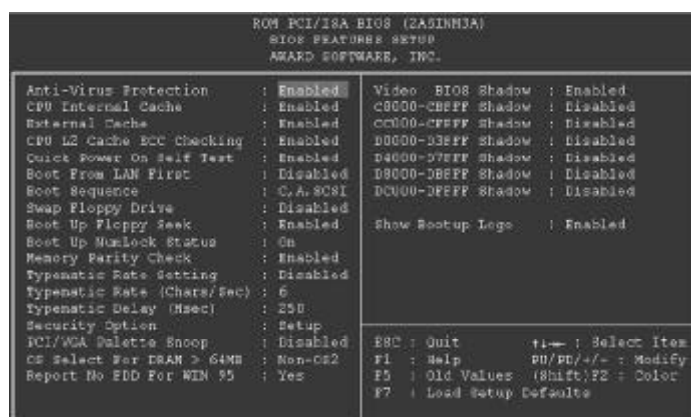 ROM PCI/ISA BIOS (2A5INM3A)
BIOS FEATURES SETUP
AWARD SOFTWARE, INC.
Anti-Virus Protection : Enabled
CPU Internal Cache : Enabled
External Cache : Enabled
CPU L2 Cache ECC Checking : Enabled
Quick Power On Self Test : Enabled
Boot From LAN First : Disabled
Boot Sequence : C,A,SCSI
Swap Floppy Drive : Disabled
Boot Up Floppy Seek : Enabled
Boot Up NumLock Status : On
Memory Parity Check : Enabled
Typematic Rate Setting : Disabled
Typematic Rate (Chars/Sec) : 6
Typematic Delay (Msec) : 250
Security Option : Setup
PCI/VGA Palette Snoop : Disabled
OS Select For DRAM > 64MB : Non-OS2
Report No FDD For WIN 95 : Yes
Video BIOS Shadow : Enabled
C8000-CBFFF Shadow : Disabled
CC000-CFFFF Shadow : Disabled
D0000-D3FFF Shadow : Disabled
D4000-D7FFF Shadow : Disabled
D8000-DBFFF Shadow : Disabled
DC000-DFFFF Shadow : Disabled
Show Bootup Logo : Enabled
ESC : Quit ↑↓→← : Select Item
F1 : Help PU/PD/+/- : Modify
F5 : Old Values (Shift)F2 : Color
F7 : Load Setup Defaults